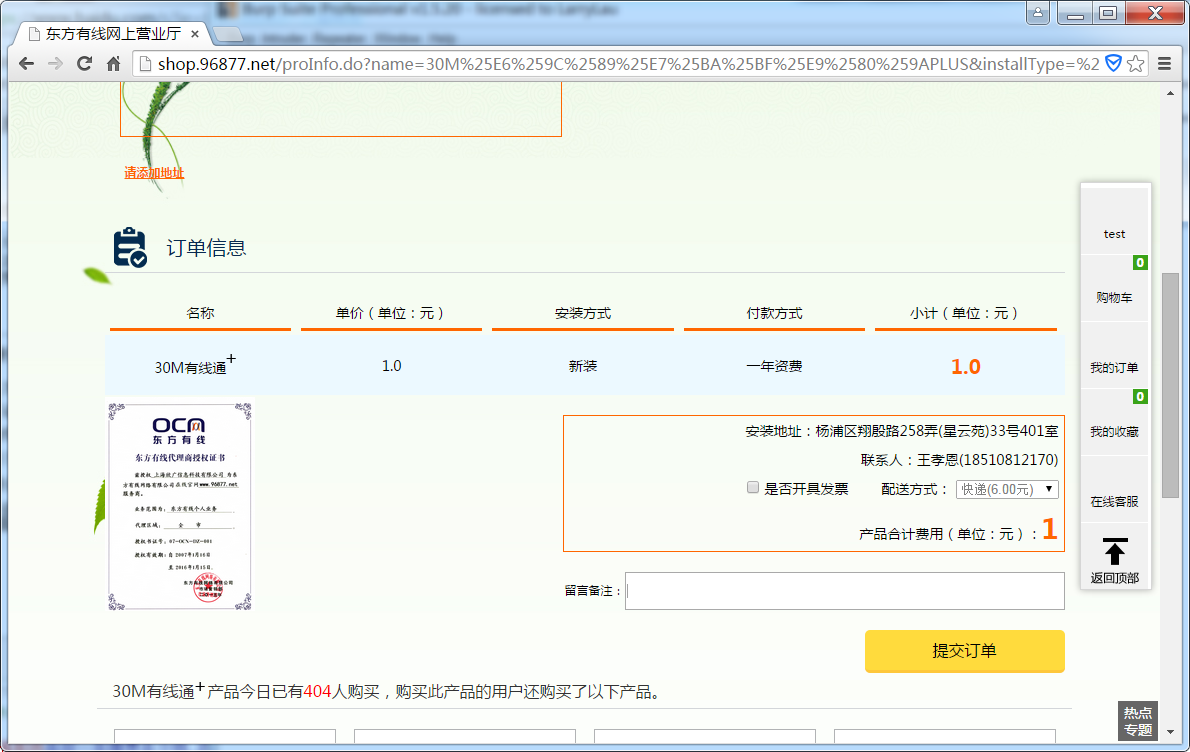 Burp Suite Professional v1.5.20 - licensed to LarryLau
东方有线网上营业厅
shop.96877.net/proInfo.do?name=30M%25E6%259C%2589%25E7%25BA%25BF%25E9%2580%259APLUS&installType=%2
请添加地址
订单信息
名称 单价（单位：元） 安装方式 付款方式 小计（单位：元）
30M有线通+ 1.0 新装 一年资费 1.0
OCN
东方有线
东方有线代理商授权证书
安装地址：杨浦区翔殷路258弄(星云苑)33号401室
联系人：王孝恩(18510812170)
是否开具发票 配送方式： 快递(6.00元)
产品合计费用（单位：元）：1
留言备注：
提交订单
30M有线通+产品今日已有404人购买，购买此产品的用户还购买了以下产品。
test
0
购物车
我的订单
0
我的收藏
在线客服
返回顶部
热点
专题